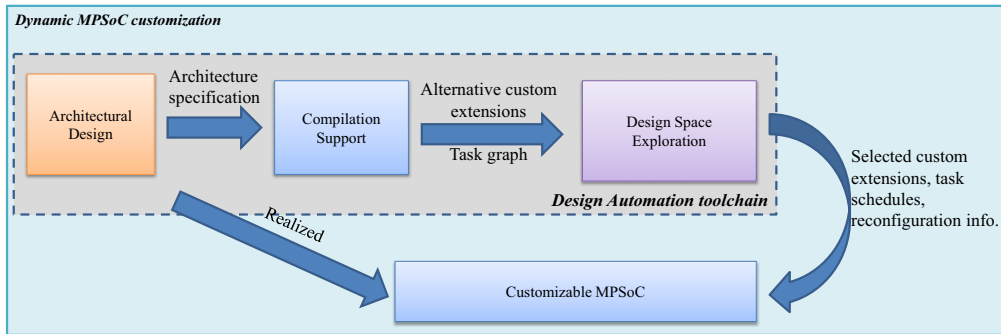 Dynamic MPSoC customization
Architectural
Design
Architecture
specification
Compilation
Support
Alternative custom
extensions
Task graph
Design Space
Exploration
Design Automation toolchain
Selected custom
extensions, task
schedules,
reconfiguration info.
Realized
Customizable MPSoC